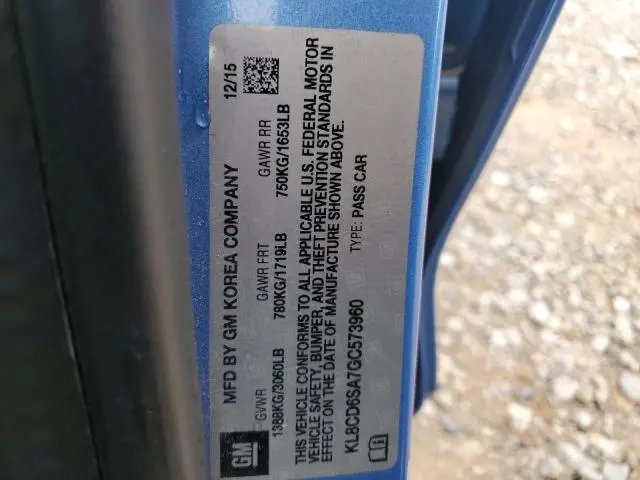 MFD BY GM KOREA COMPANY 12/15
GVWR GAWR FRT GAWR RR
1388KG/3060LB 780KG/1719LB 750KG/1653LB
THIS VEHICLE CONFORMS TO ALL APPLICABLE U.S. FEDERAL MOTOR
VEHICLE SAFETY, BUMPER, AND THEFT PREVENTION STANDARDS IN
EFFECT ON THE DATE OF MANUFACTURE SHOWN ABOVE.
KL8CD6SA7GC573960 TYPE: PASS CAR
GM